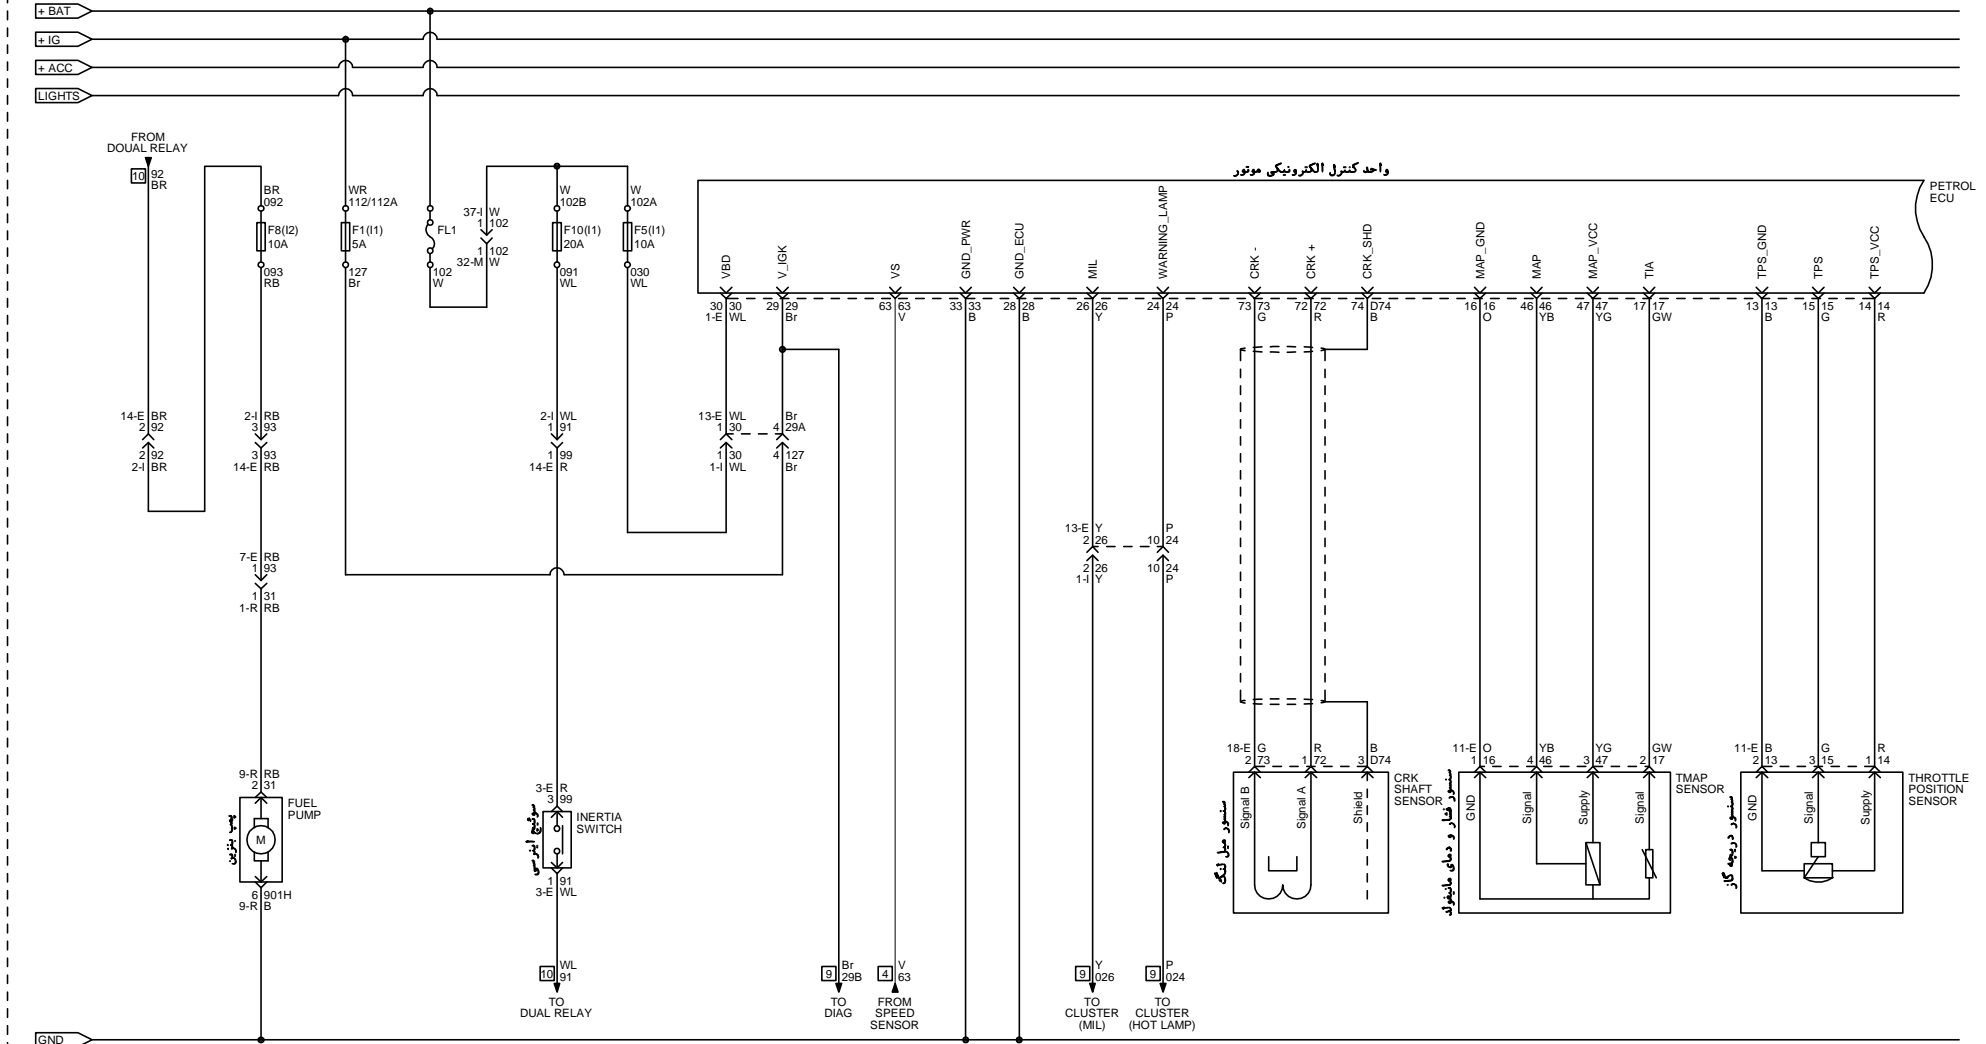 + BAT
+ IG
+ ACC
LIGHTS
FROM
DOUAL RELAY
10 92
BR
BR
092
F8(I2)
10A
093
RB
WR
112/112A
F1(I1)
5A
127
Br
FL1
102
W
37-I W
1 102
1 102
32-M W
W
102B
F10(I1)
20A
091
WL
W
102A
F5(I1)
10A
030
WL
واحد کنترل الکترونیکی موتور
PETROL
ECU
VBD
V_IGK
VS
GND_PWR
GND_ECU
MIL
WARNING_LAMP
CRK -
CRK +
CRK_SHD
MAP_GND
MAP
MAP_VCC
TIA
TPS_GND
TPS
TPS_VCC
30 30
1-E WL
29 29
Br
63 63
V
33 33
B
28 28
B
26 26
Y
24 24
P
73 73
G
72 72
R
74 D74
B
16 16
O
46 46
YB
47 47
YG
17 17
GW
13 13
B
15 15
G
14 14
R
14-E BR
2 92
2 92
2-I BR
2-I RB
3 93
3 93
14-E RB
2-I WL
1 91
1 99
14-E R
13-E WL
1 30
1 30
1-I WL
Br
4 29A
4 127
Br
7-E RB
1 93
1 31
1-R RB
13-E Y
2 26
2 26
1-I Y
P
10 24
10 24
P
9-R RB
2 31
FUEL
PUMP
M
پمپ بنزین
6 901H
9-R B
3-E R
3 99
INERTIA
SWITCH
سوئیچ اینرسی
1 91
3-E WL
18-E G
2 73
R
1 72
B
3 D74
CRK
SHAFT
SENSOR
Signal B
Signal A
Shield
سنسور میل لنگ
11-E O
1 16
YB
4 46
YG
3 47
GW
2 17
TMAP
SENSOR
GND
Signal
Supply
Signal
سنسور فشار و دمای مانیفولد
11-E B
2 13
G
3 15
R
1 14
THROTTLE
POSITION
SENSOR
GND
Signal
Supply
سنسور دریچه گاز
10 WL
91
TO
DUAL RELAY
9 Br
29B
TO
DIAG
4 V
63
FROM
SPEED
SENSOR
9 Y
026
TO
CLUSTER
(MIL)
9 P
024
TO
CLUSTER
(HOT LAMP)
GND